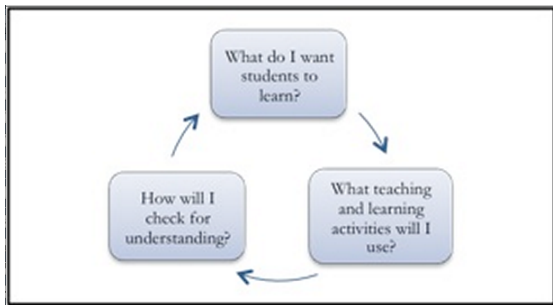 What do I want
students to
learn?
What teaching
and learning
activities will I
use?
How will I
check for
understanding?